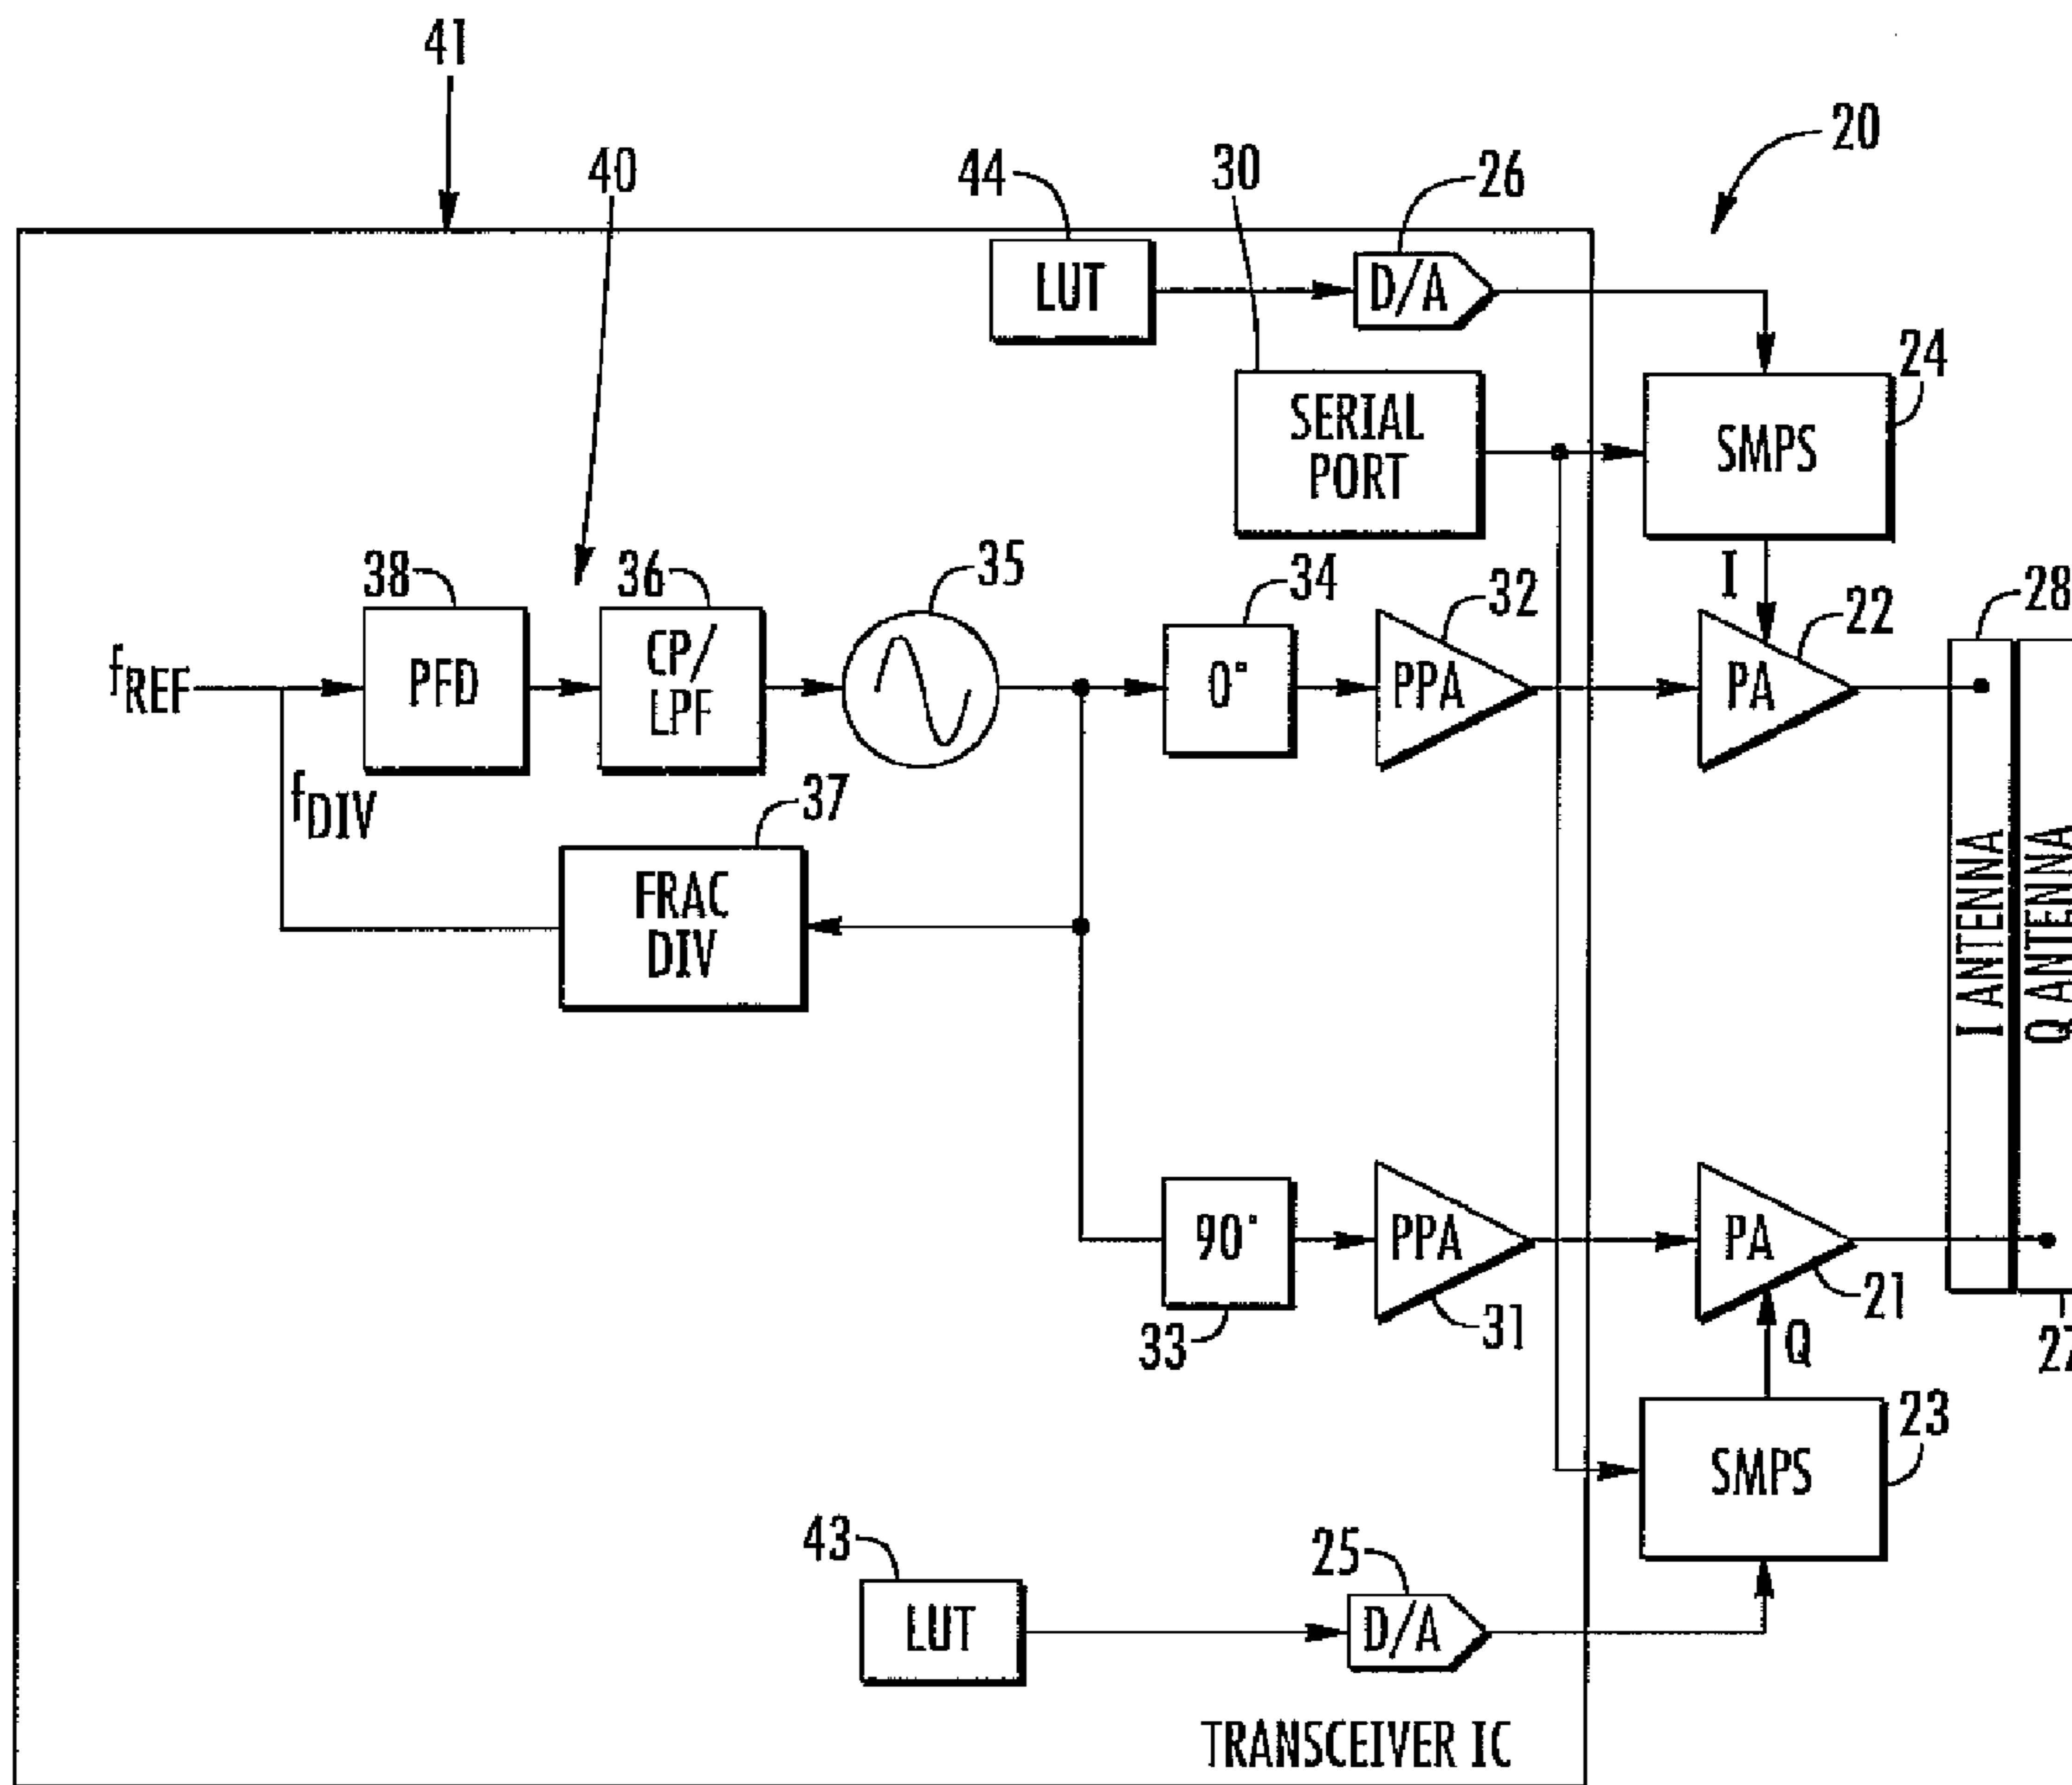 41
20
40
44
30
26
LUT
D/A
24
SERIAL
PORT
SMPS
38
36
35
34
32
I
22
28
fREF
PFD
CP/
LPF
0°
PPA
PA
fDIV
37
FRAC
DIV
I ANTENNA
Q ANTENNA
90°
PPA
PA
33
31
21
Q
27
SMPS
23
43
25
LUT
D/A
TRANSCEIVER IC